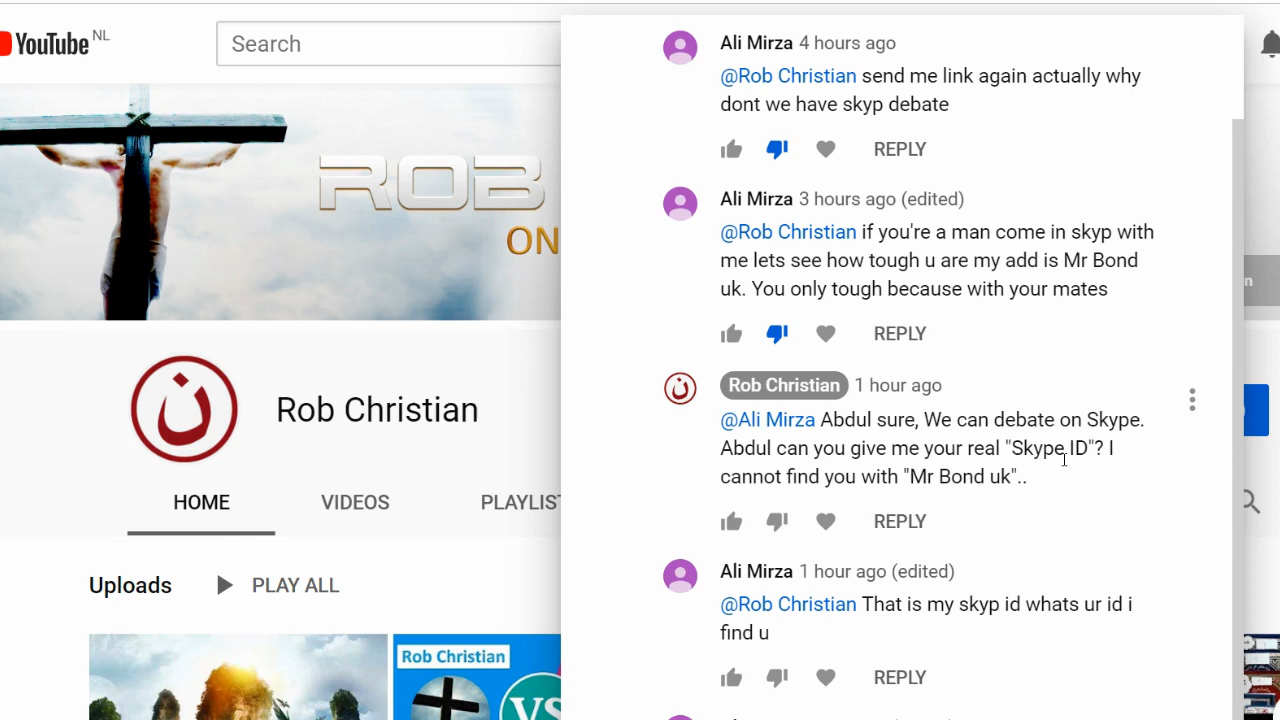 YouTube NL
Search
ROB
ON
ن
Rob Christian
HOME VIDEOS PLAYLIST
Uploads PLAY ALL
Rob Christian
VS
Ali Mirza 4 hours ago
@Rob Christian send me link again actually why
dont we have skyp debate
REPLY
Ali Mirza 3 hours ago (edited)
@Rob Christian if you're a man come in skyp with
me lets see how tough u are my add is Mr Bond
uk. You only tough because with your mates
REPLY
ن
Rob Christian 1 hour ago
@Ali Mirza Abdul sure, We can debate on Skype.
Abdul can you give me your real "Skype ID"? I
cannot find you with "Mr Bond uk"..
REPLY
Ali Mirza 1 hour ago (edited)
@Rob Christian That is my skyp id whats ur id i
find u
REPLY